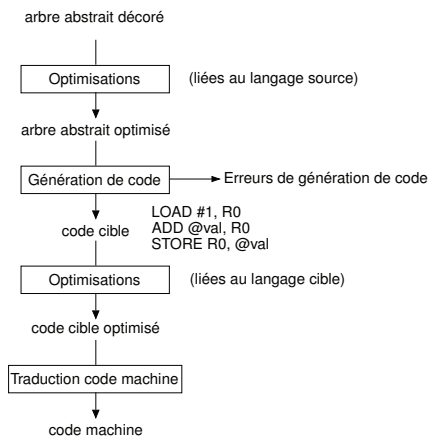 arbre abstrait décoré
Optimisations (liées au langage source)
arbre abstrait optimisé
Génération de code Erreurs de génération de code
LOAD #1, R0
ADD @val, R0
code cible
STORE R0, @val
Optimisations (liées au langage cible)
code cible optimisé
Traduction code machine
code machine